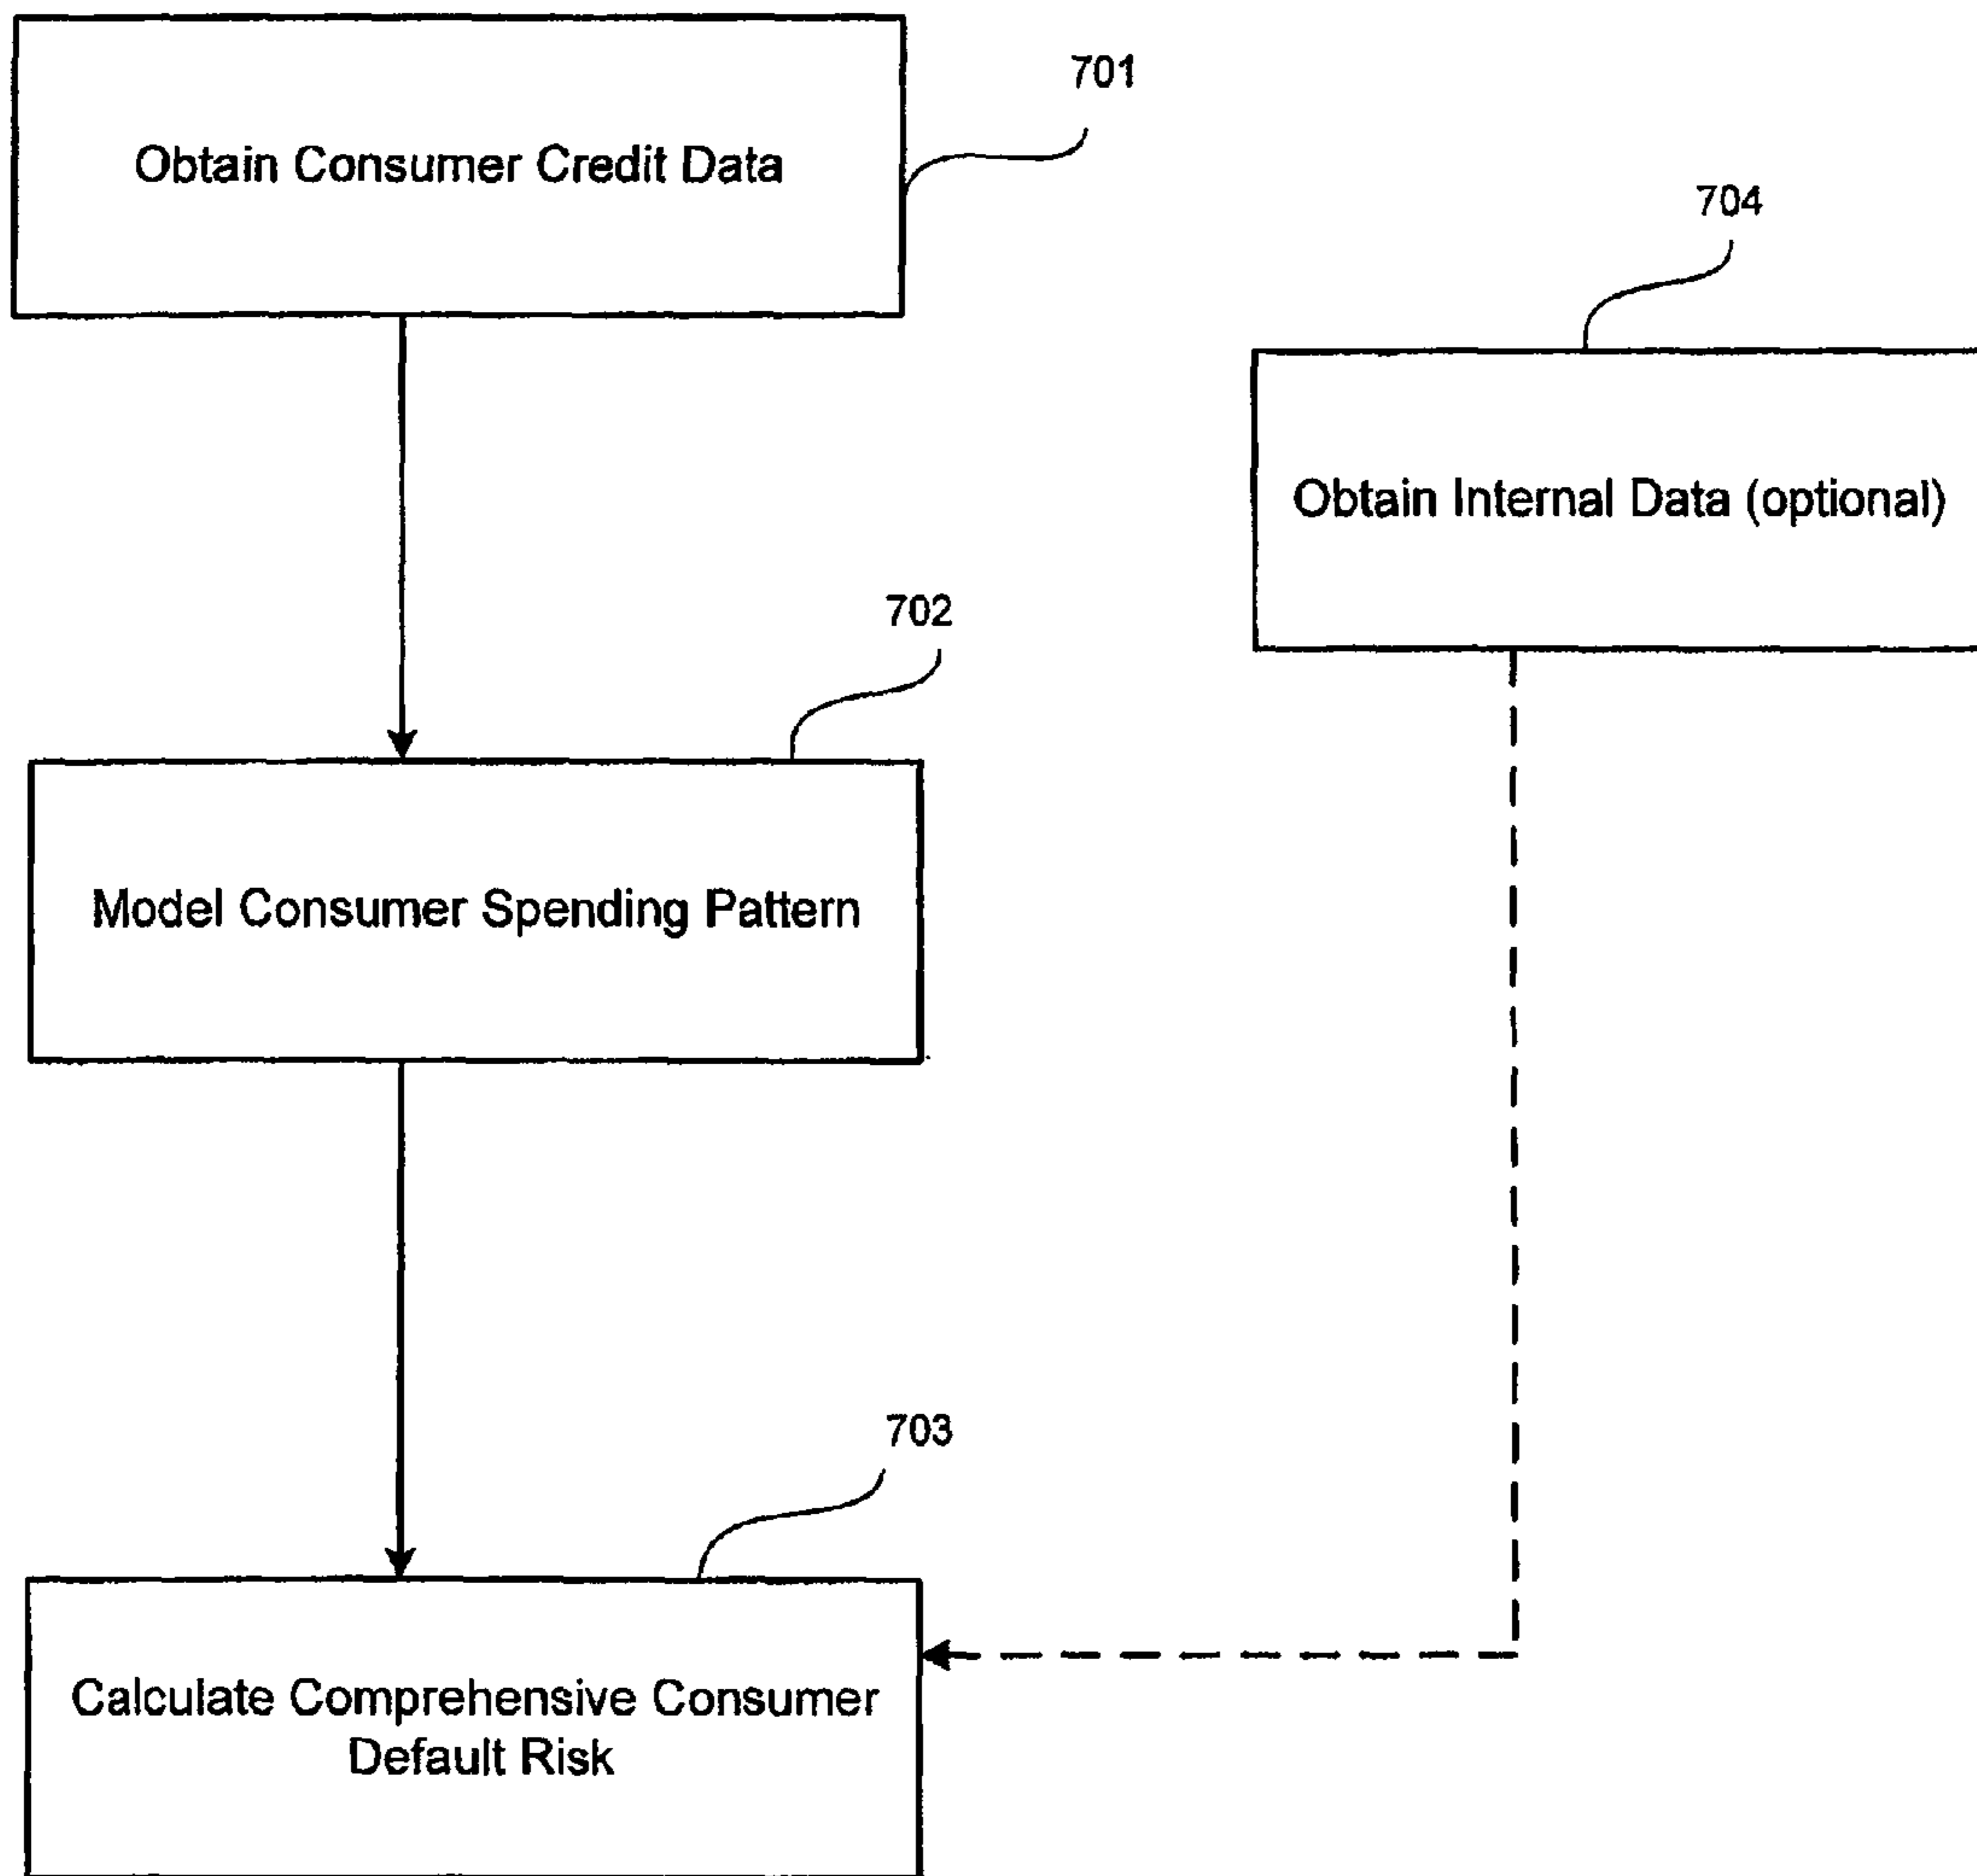 701
Obtain Consumer Credit Data
704
Obtain Internal Data (optional)
702
Model Consumer Spending Pattern
703
Calculate Comprehensive Consumer
Default Risk